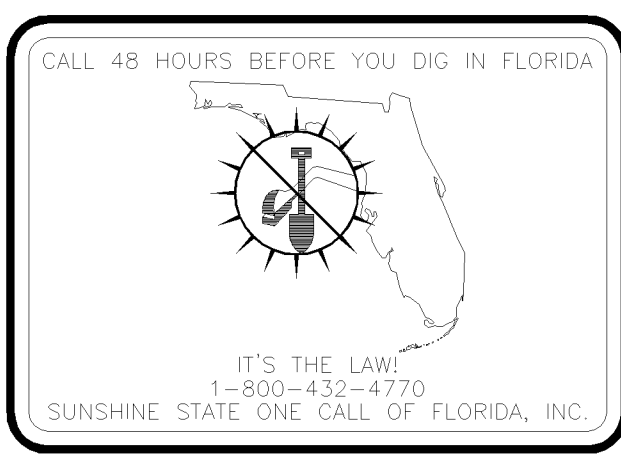 CALL 48 HOURS BEFORE YOU DIG IN FLORIDA
IT'S THE LAW!
1-800-432-4770
SUNSHINE STATE ONE CALL OF FLORIDA, INC.